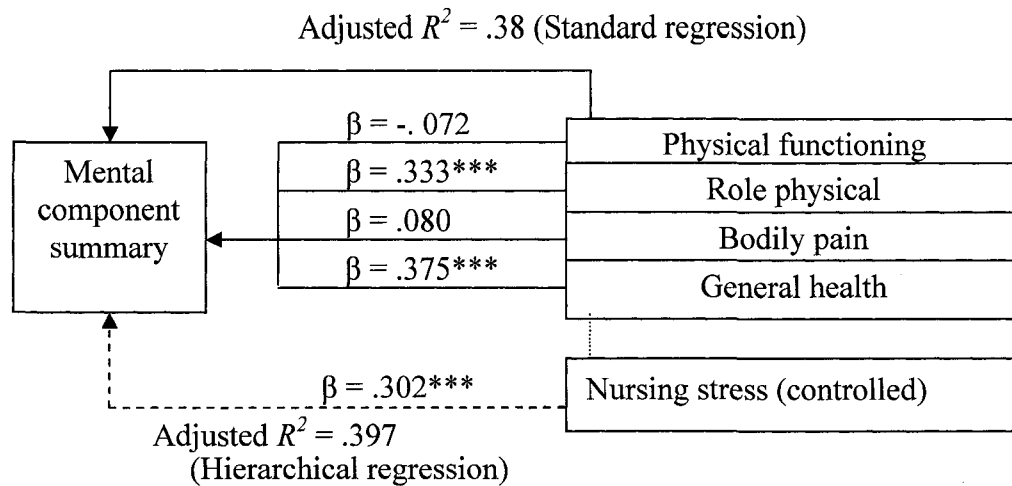 Adjusted R² = .38 (Standard regression)
β = -. 072
Physical functioning
Mental
component
summary
β = .333***
Role physical
β = .080
Bodily pain
β = .375***
General health
β = .302***
Nursing stress (controlled)
Adjusted R² = .397
(Hierarchical regression)